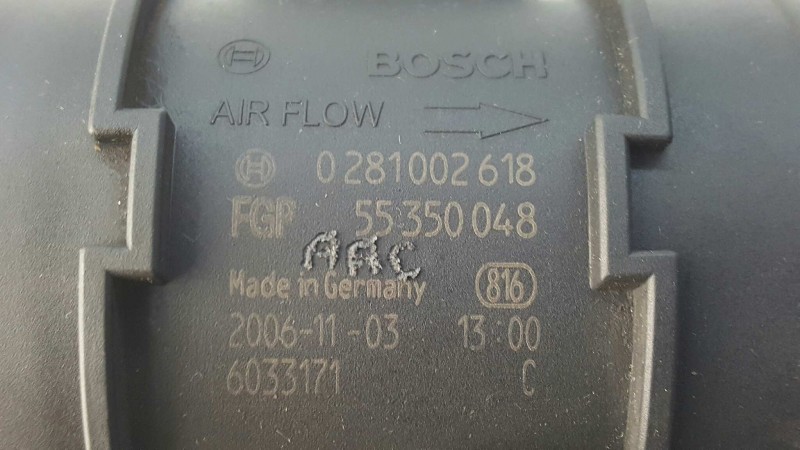 BOSCH
AIR FLOW
0 281 002 618
FGP 55 350 048
AAC
Made in Germany 816
2006-11-03 13:00
6033171 C